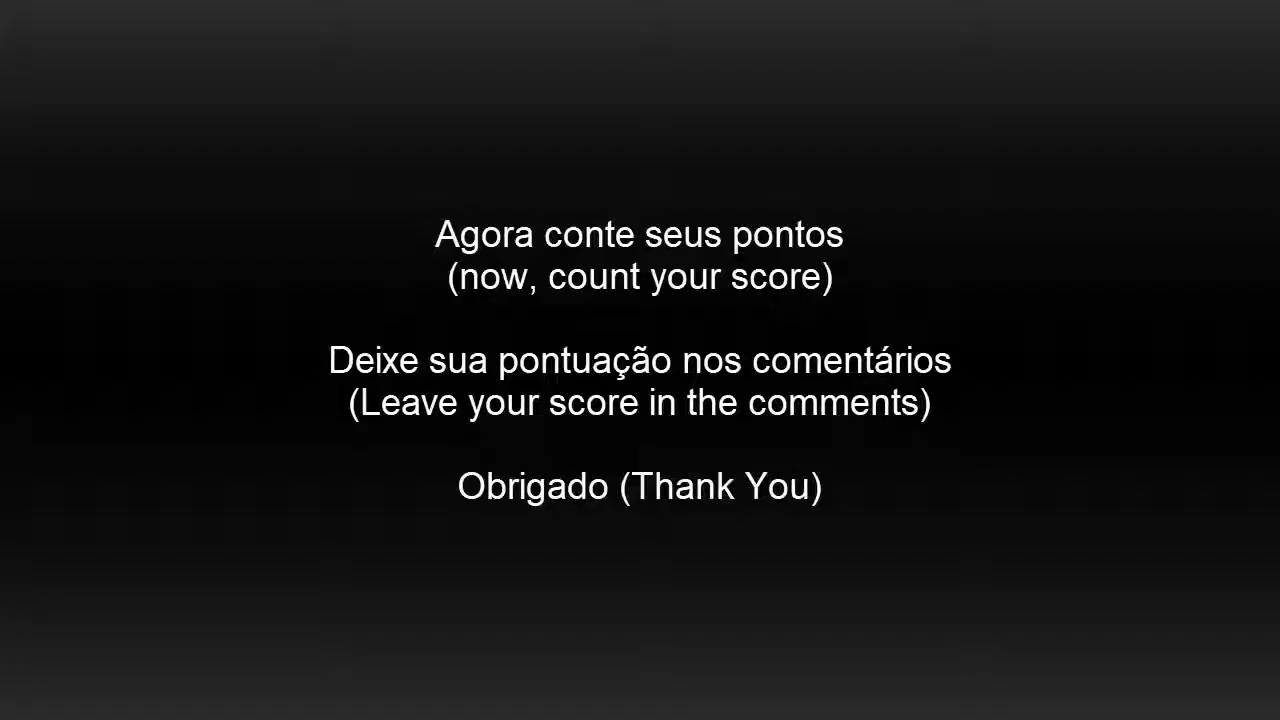 Agora conte seus pontos
(now, count your score)
Deixe sua pontuação nos comentários
(Leave your score in the comments)
Obrigado (Thank You)